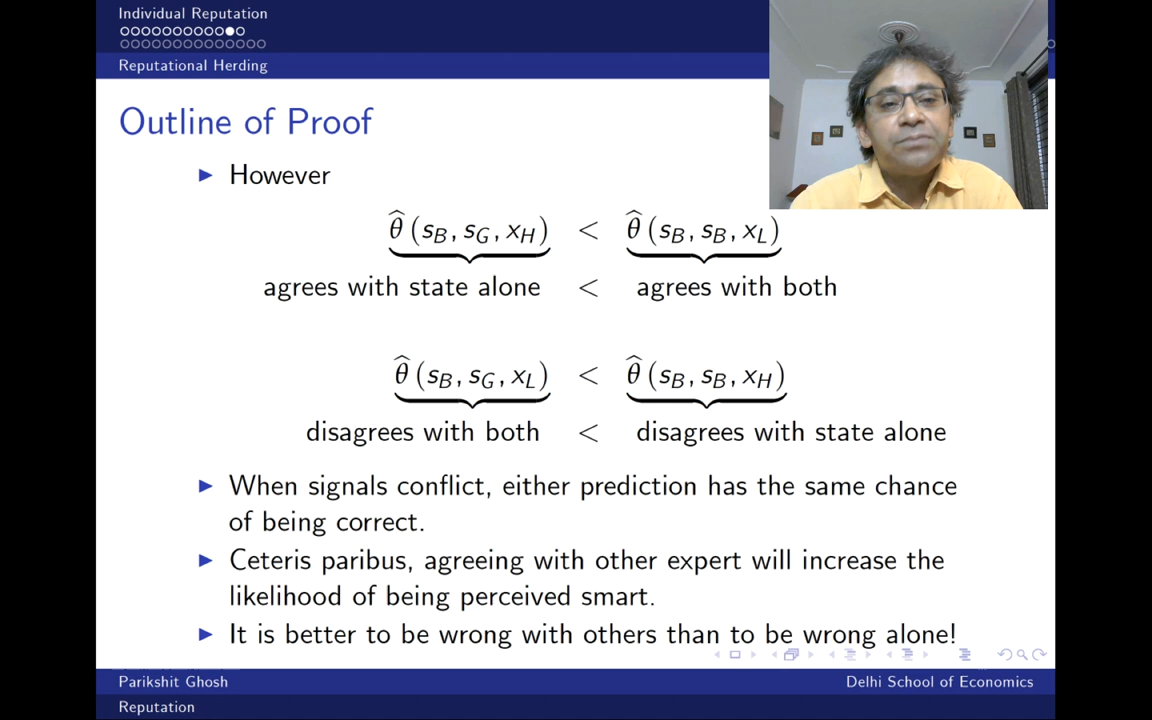 Individual Reputation
Reputational Herding
Outline of Proof
However
θ̂ (s_B, s_G, x_H) < θ̂ (s_B, s_B, x_L)
agrees with state alone < agrees with both
θ̂ (s_B, s_G, x_L) < θ̂ (s_B, s_B, x_H)
disagrees with both < disagrees with state alone
When signals conflict, either prediction has the same chance
of being correct.
Ceteris paribus, agreeing with other expert will increase the
likelihood of being perceived smart.
It is better to be wrong with others than to be wrong alone!
Parikshit Ghosh Delhi School of Economics
Reputation